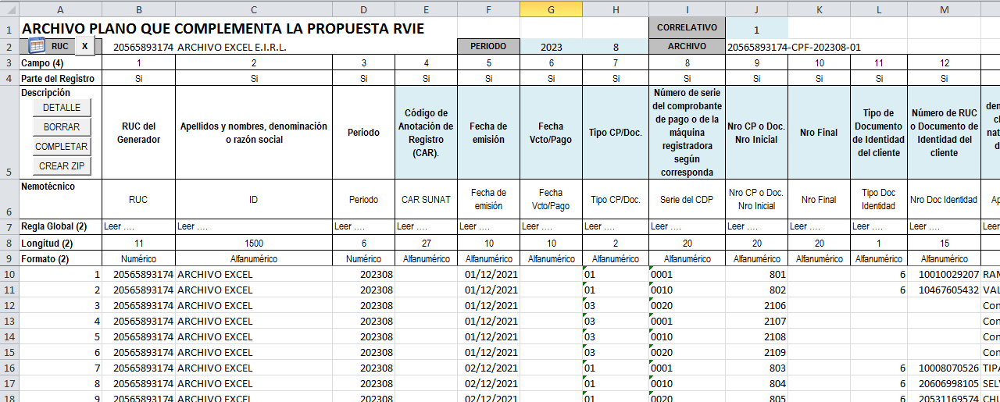 A B C D E F G H I J K L M
1 ARCHIVO PLANO QUE COMPLEMENTA LA PROPUESTA RVIE CORRELATIVO 1
2 RUC X 20565893174 ARCHIVO EXCEL E.I.R.L. PERIODO 2023 8 ARCHIVO 20565893174-CPF-202308-01
3 Campo (4) 1 2 3 4 5 6 7 8 9 10 11 12
4 Parte del Registro Si Si Si Si Si Si Si Si Si Si Si Si
5 Descripción
DETALLE
BORRAR
COMPLETAR
CREAR ZIP
RUC del
Generador
Apellidos y nombres, denominación
o razón social
Periodo
Código de
Anotación de
Registro
(CAR).
Fecha de
emisión
Fecha
Vcto/Pago
Tipo CP/Doc.
Número de serie
del comprobante
de pago o de la
máquina
registradora
según
corresponda
Nro CP o Doc.
Nro Inicial
Nro Final
Tipo de
Documento
de Identidad
del cliente
Número de RUC
o Documento de
Identidad del
cliente
6 Nemotécnico
RUC
ID
Periodo
CAR SUNAT
Fecha de
emisión
Fecha
Vcto/Pago
Tipo CP/Doc.
Serie del CDP
Nro CP o Doc.
Nro Inicial
Nro Final
Tipo Doc
Identidad
Nro Doc Identidad
7 Regla Global (2) Leer .... Leer .... Leer .... Leer .... Leer .... Leer .... Leer .... Leer .... Leer .... Leer .... Leer .... Leer .... Leer
8 Longitud (2) 11 1500 6 27 10 10 2 20 20 20 1 15
9 Formato (2) Numérico Alfanumérico Numérico Alfanumérico Alfanumérico Alfanumérico Alfanumérico Alfanumérico Alfanumérico Alfanumérico Alfanumérico Alfanumérico
10 1 20565893174 ARCHIVO EXCEL 202308 01/12/2021 01 0001 801 6 10010029207 RAM
11 2 20565893174 ARCHIVO EXCEL 202308 01/12/2021 01 0010 802 6 10467605432 VAL
12 3 20565893174 ARCHIVO EXCEL 202308 01/12/2021 03 0020 2106 Con
13 4 20565893174 ARCHIVO EXCEL 202308 01/12/2021 03 0001 2107 Con
14 5 20565893174 ARCHIVO EXCEL 202308 01/12/2021 03 0010 2108 Con
15 6 20565893174 ARCHIVO EXCEL 202308 01/12/2021 03 0020 2109 Con
16 7 20565893174 ARCHIVO EXCEL 202308 02/12/2021 01 0001 803 6 10008070526 TIPA
17 8 20565893174 ARCHIVO EXCEL 202308 02/12/2021 01 0010 804 6 20606998105 SELV
18 9 20565893174 ARCHIVO EXCEL 202308 02/12/2021 01 0020 805 6 20531169574 CHU